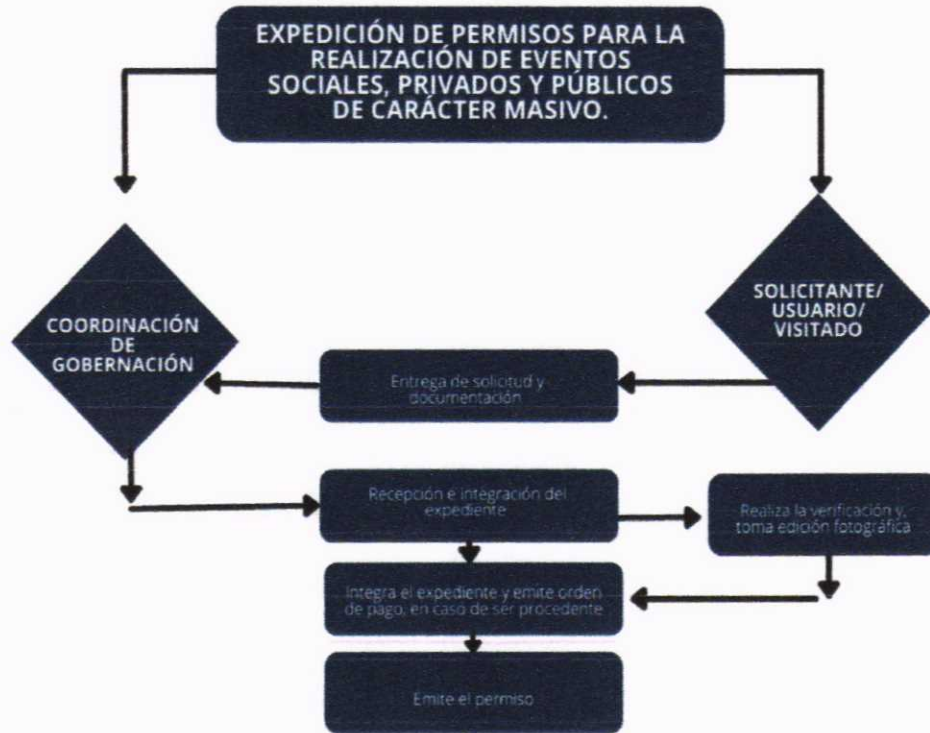 EXPEDICIÓN DE PERMISOS PARA LA
REALIZACIÓN DE EVENTOS
SOCIALES, PRIVADOS Y PÚBLICOS
DE CARÁCTER MASIVO.
SOLICITANTE/
USUARIO/
VISITADO
COORDINACIÓN
DE
GOBERNACIÓN
Entrega de solicitud y
documentación
Recepción e integración del
expediente
Realiza la verificación y,
toma edición fotográfica
Integra el expediente y emite orden
de pago, en caso de ser procedente
Emite el permiso